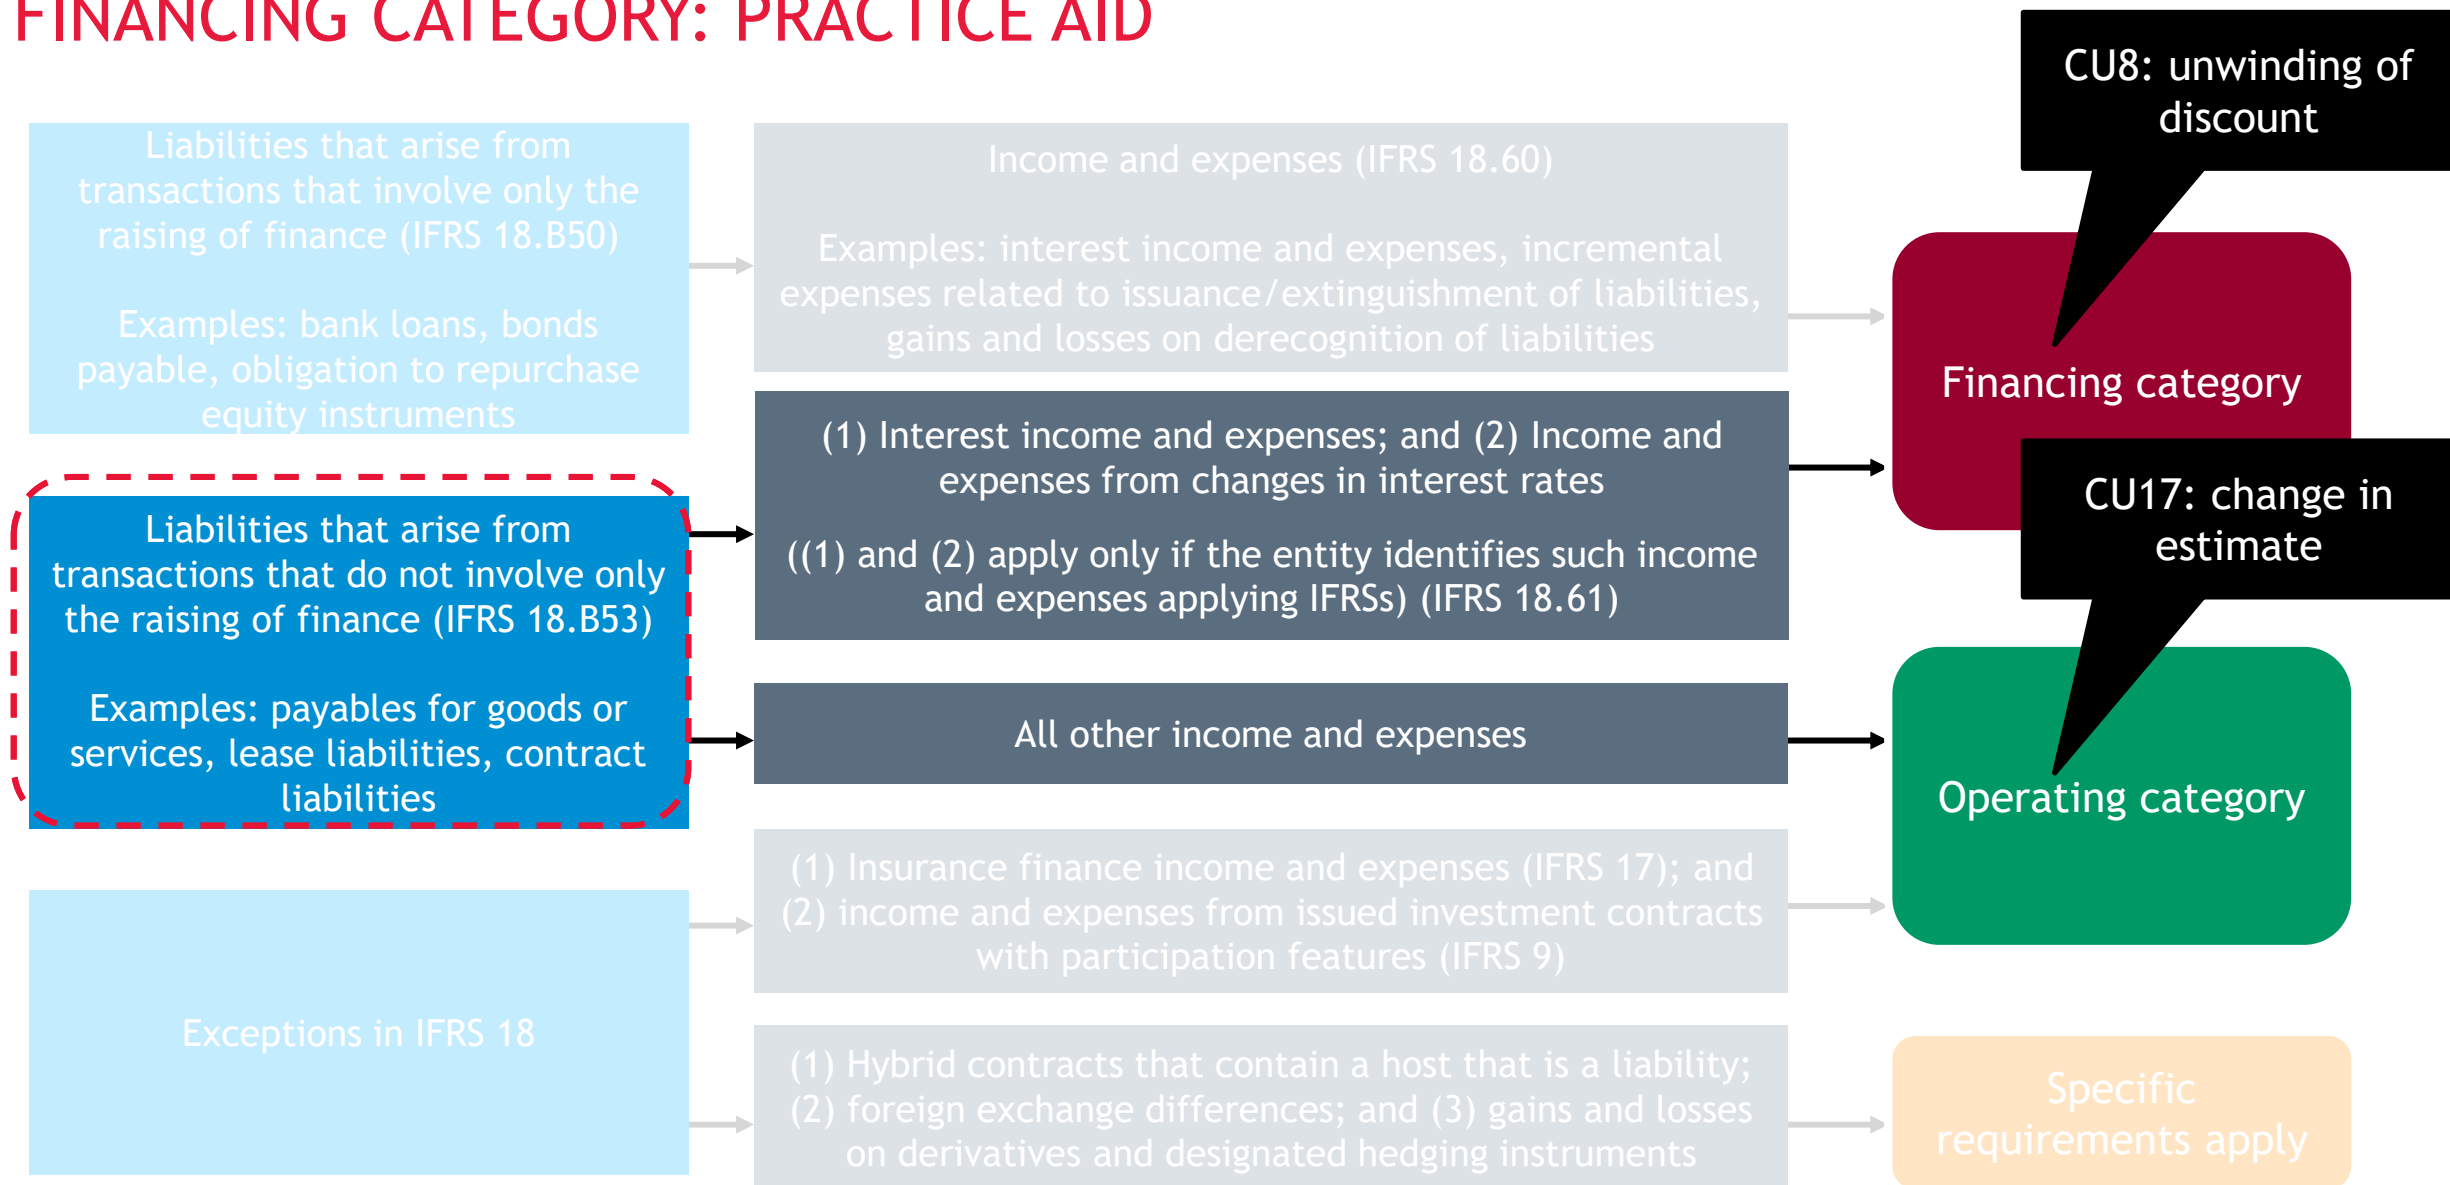 FINANCING CATEGORY: PRACTICE AID
CU8: unwinding of
discount
Liabilities that arise from
transactions that involve only the
raising of finance (IFRS 18.B50)
Examples: bank loans, bonds
payable, obligation to repurchase
equity instruments
Income and expenses (IFRS 18.60)
Examples: interest income and expenses, incremental
expenses related to issuance/extinguishment of liabilities,
gains and losses on derecognition of liabilities
Financing category
(1) Interest income and expenses; and (2) Income and
expenses from changes in interest rates
((1) and (2) apply only if the entity identifies such income
and expenses applying IFRSs) (IFRS 18.61)
CU17: change in
estimate
Liabilities that arise from
transactions that do not involve only
the raising of finance (IFRS 18.B53)
Examples: payables for goods or
services, lease liabilities, contract
liabilities
All other income and expenses
Operating category
(1) Insurance finance income and expenses (IFRS 17); and
(2) income and expenses from issued investment contracts
with participation features (IFRS 9)
Exceptions in IFRS 18
(1) Hybrid contracts that contain a host that is a liability;
(2) foreign exchange differences; and (3) gains and losses
on derivatives and designated hedging instruments
Specific
requirements apply